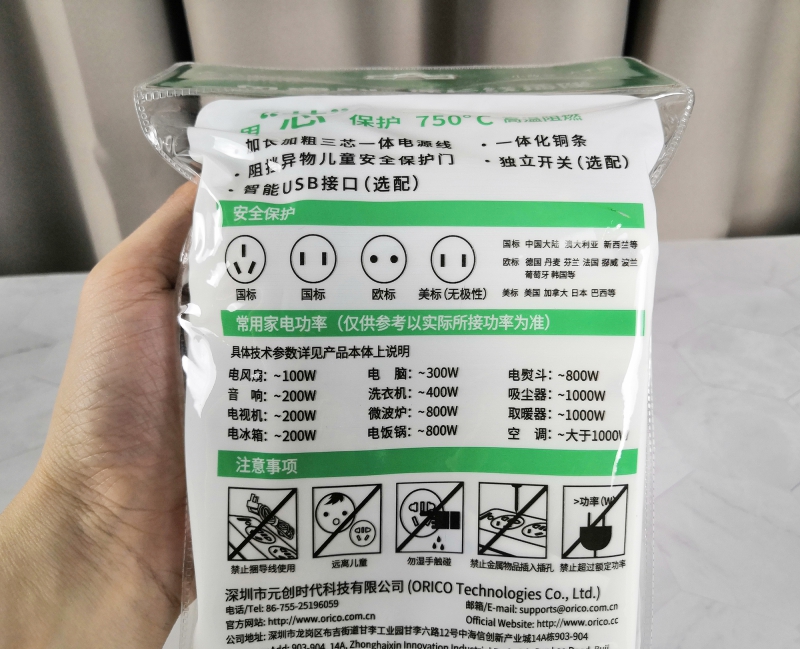 用"芯"保护 750°C 高温阻燃
加长加粗三芯一体电源线 · 一体化铜条
· 阻挡异物儿童安全保护门 · 独立开关(选配)
· 智能USB接口(选配)
安全保护
国标 中国大陆 澳大利亚 新西兰等
欧标 德国 丹麦 芬兰 法国 挪威 波兰
葡萄牙 韩国等
美标 美国 加拿大 日本 巴西等
国标 国标 欧标 美标(无极性)
常用家电功率(仅供参考以实际所接功率为准)
具体技术参数详见产品本体上说明
电风扇: ~100W 电 脑: ~300W 电熨斗: ~800W
音 响: ~200W 洗衣机: ~400W 吸尘器: ~1000W
电视机: ~200W 微波炉: ~800W 取暖器: ~1000W
电冰箱: ~200W 电饭锅: ~800W 空 调: ~大于1000W
注意事项
>功率(W)
禁止捆导线使用 远离儿童 勿湿手触碰 禁止金属物品插入插孔 禁止超过额定功率
深圳市元创时代科技有限公司 (ORICO Technologies Co., Ltd.)
电话/Tel: 86-755-25196059 邮箱/E-mail: supports@orico.com.cn
官方网站: http://www.orico.com.cn Official Website: http://www.orico.cc
公司地址: 深圳市龙岗区布吉街道甘李工业园甘李六路12号中海信创新产业城14A栋903-904
Add: 903-904, 14A, Zhonghaixin Innovation